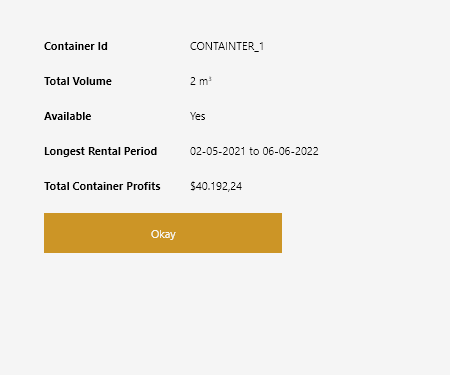 Container Id CONTAINTER_1
Total Volume 2 m³
Available Yes
Longest Rental Period 02-05-2021 to 06-06-2022
Total Container Profits $40.192,24
Okay